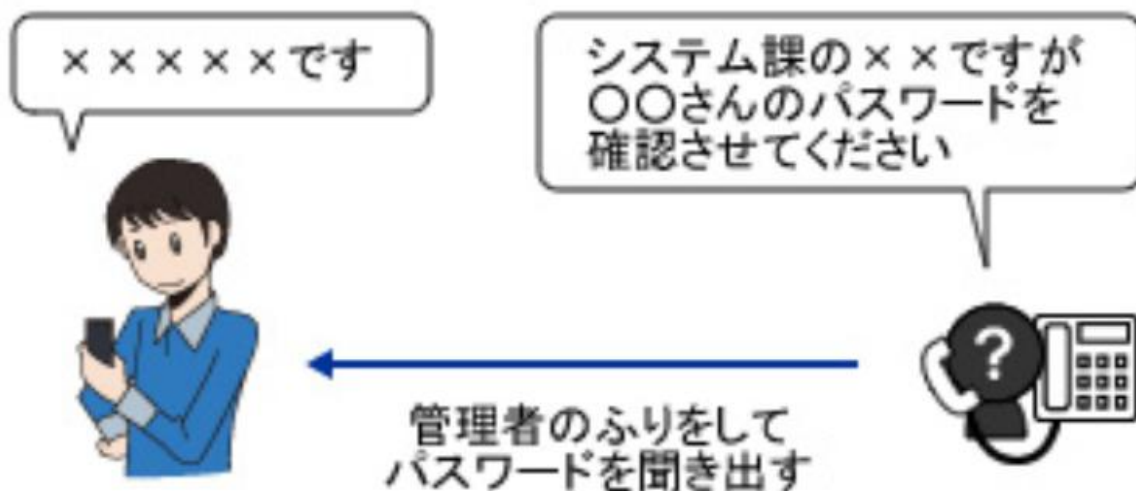 ×××××です
システム課の××ですが
〇〇さんのパスワードを
確認させてください
?
管理者のふりをして
パスワードを聞き出す